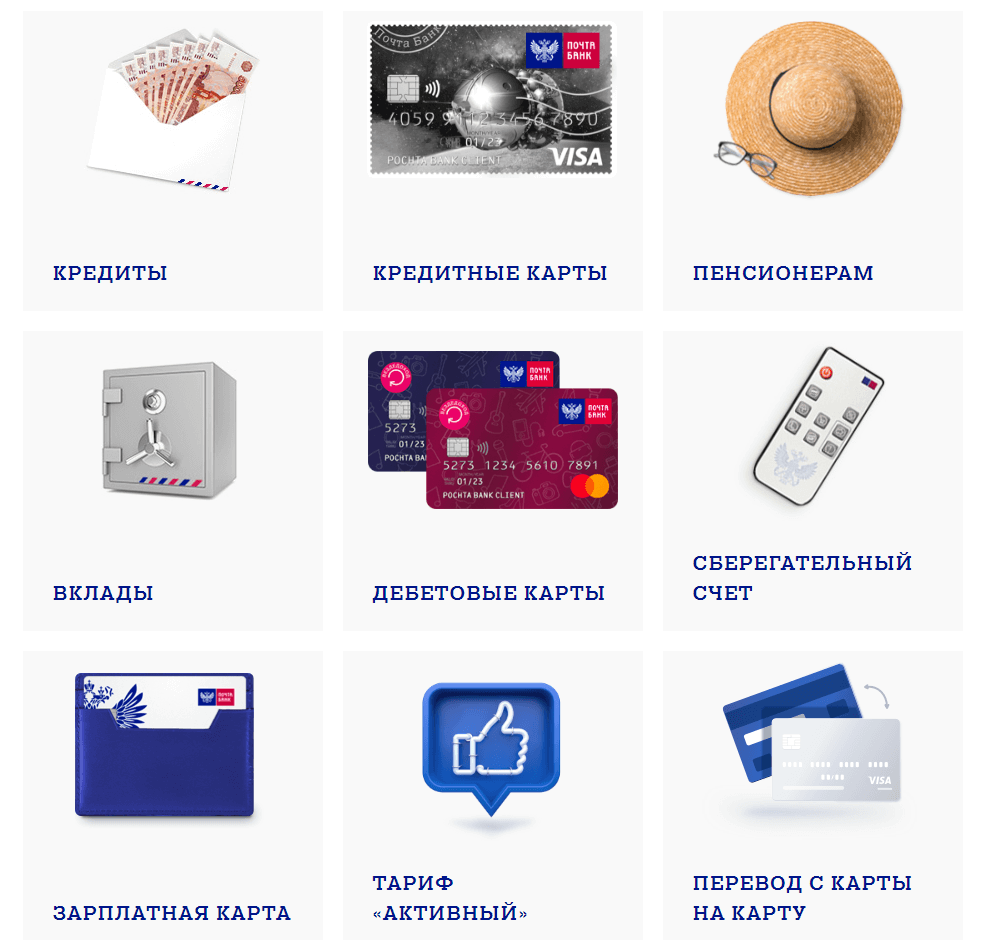 Почта Банк
ПОЧТА
БАНК
4059 9112 3456 7890
01/23
POCHTA BANK CLIENT
VISA
КРЕДИТЫ
КРЕДИТНЫЕ КАРТЫ
ПЕНСИОНЕРАМ
ПОЧТА
БАНК
5273
01/23
POCHTA BA
ПОЧТА
БАНК
5273 1234 5610 7891
01/23
POCHTA BANK CLIENT
ВКЛАДЫ
ДЕБЕТОВЫЕ КАРТЫ
СБЕРЕГАТЕЛЬНЫЙ
СЧЕТ
ПОЧТА
БАНК
VISA
ЗАРПЛАТНАЯ КАРТА
ТАРИФ
«АКТИВНЫЙ»
ПЕРЕВОД С КАРТЫ
НА КАРТУ